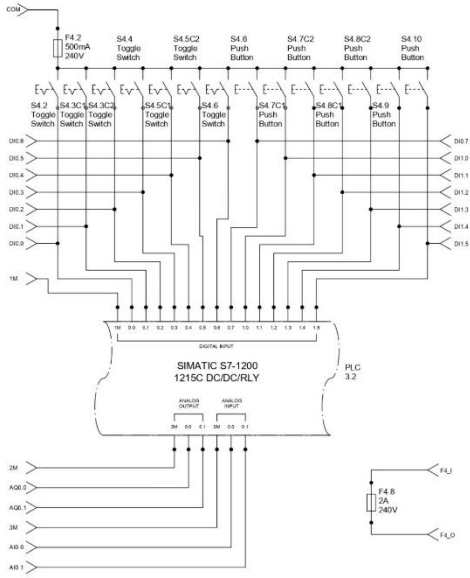 COM
F4.2
500mA
240V
S4.4
Toggle
Switch
S4.5C2
Toggle
Switch
S4.6
Push
Button
S4.7C2
Push
Button
S4.8C2
Push
Button
S4.10
Push
Button
S4.2
Toggle
Switch
S4.3C1
Toggle
Switch
S4.3C2
Toggle
Switch
S4.5C1
Toggle
Switch
S4.6
Toggle
Switch
S4.7C1
Push
Button
S4.8C1
Push
Button
S4.9
Push
Button
DI0.6
DI0.5
DI0.4
DI0.3
DI0.2
DI0.1
DI0.0
1M
DI0.7
DI1.0
DI1.1
DI1.2
DI1.3
DI1.4
DI1.5
1M 0.0 0.1 0.2 0.3 0.4 0.5 0.6 0.7 1.0 1.1 1.2 1.3 1.4 1.5
DIGITAL INPUT
SIMATIC S7-1200
1215C DC/DC/RLY
PLC
3.2
ANALOG
OUTPUT
ANALOG
INPUT
2M 0.0 0.1 3M 0.0 0.1
2M
AQ0.0
AQ0.1
3M
AI0.0
AI0.1
F4_I
F4.8
2A
240V
F4_O